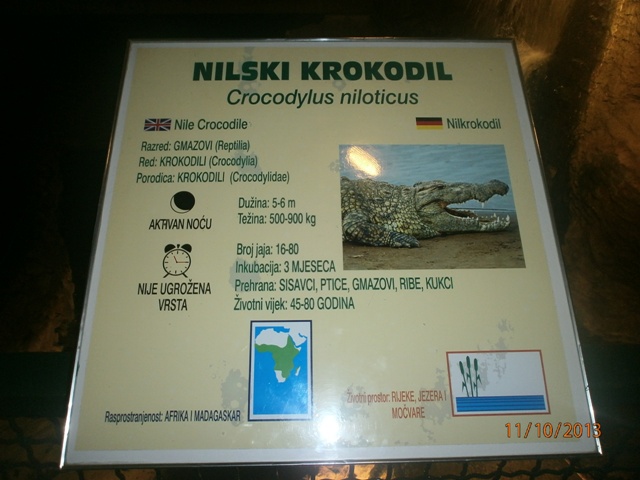 NILSKI KROKODIL
Crocodylus niloticus
Nile Crocodile
Nilkrokodil
Razred: GMAZOVI (Reptilia)
Red: KROKODILI (Crocodylia)
Porodica: KROKODILI (Crocodylidae)
AKTIVAN NOĆU
Dužina: 5-6 m
Težina: 500-900 kg
NIJE UGROŽENA
VRSTA
Broj jaja: 16-80
Inkubacija: 3 MJESECA
Prehrana: SISAVCI, PTICE, GMAZOVI, RIBE, KUKCI
Životni vijek: 45-80 GODINA
Rasprostranjenost: AFRIKA I MADAGASKAR
Životni prostor: RIJEKE, JEZERA I
MOČVARE
11/10/2013